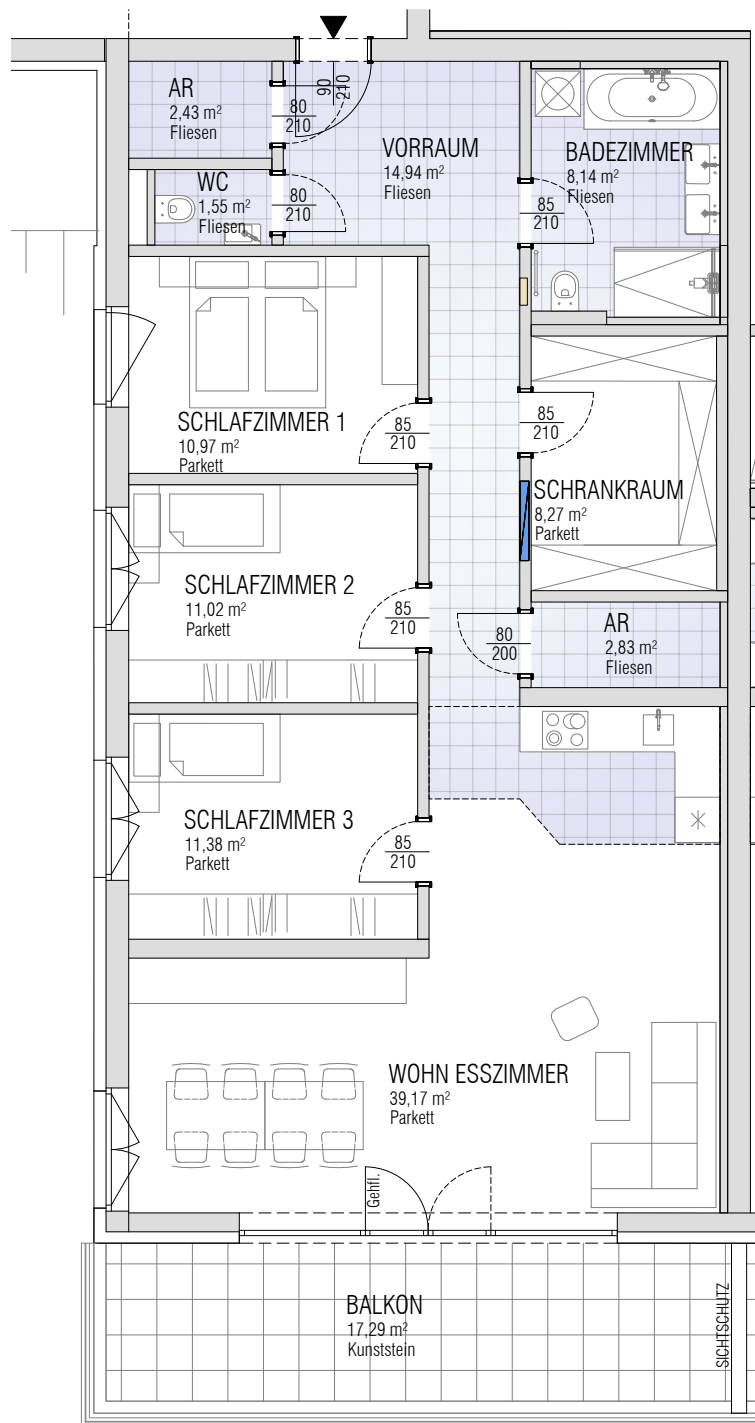 AR
2,43 m²
Fliesen
80
210
90
210
VORRAUM
14,94 m²
Fliesen
BADEZIMMER
8,14 m²
Fliesen
WC
1,55 m²
Fliesen
80
210
85
210
SCHLAFZIMMER 1
10,97 m²
Parkett
85
210
85
210
SCHRANKRAUM
8,27 m²
Parkett
SCHLAFZIMMER 2
11,02 m²
Parkett
85
210
80
200
AR
2,83 m²
Fliesen
SCHLAFZIMMER 3
11,38 m²
Parkett
85
210
WOHN ESSZIMMER
39,17 m²
Parkett
Gehfl.
BALKON
17,29 m²
Kunststein
SICHTSCHUTZ